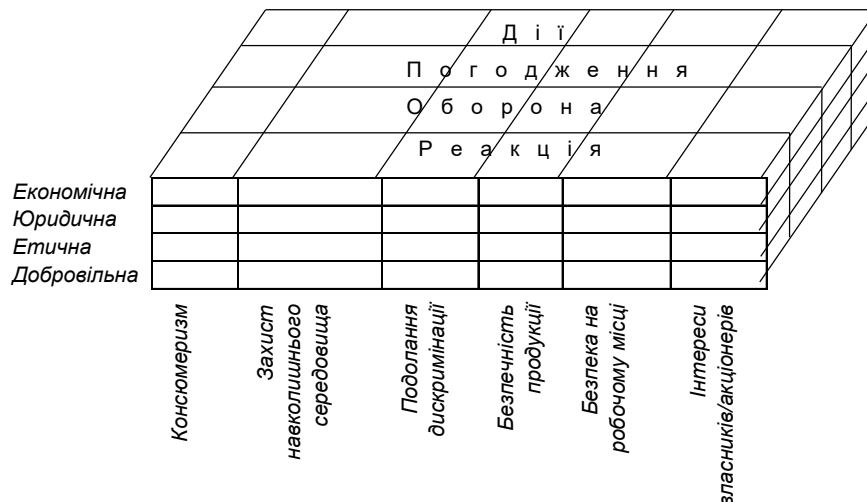 Дії
Погодження
Оборона
Реакція
Економічна
Юридична
Етична
Добровільна
Консюмеризм
Захист
навколишнього
середовища
Подолання
дискримінації
Безпечність
продукції
Безпека на
робочому місці
Інтереси
власників/акціонерів